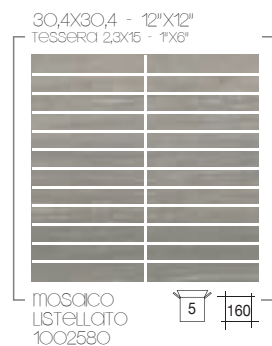 30,4X30,4 - 12"X12"
Tessera 2,3X15 - 1"X6"
MOSAICO
LISTELLATO
1002580
5
160